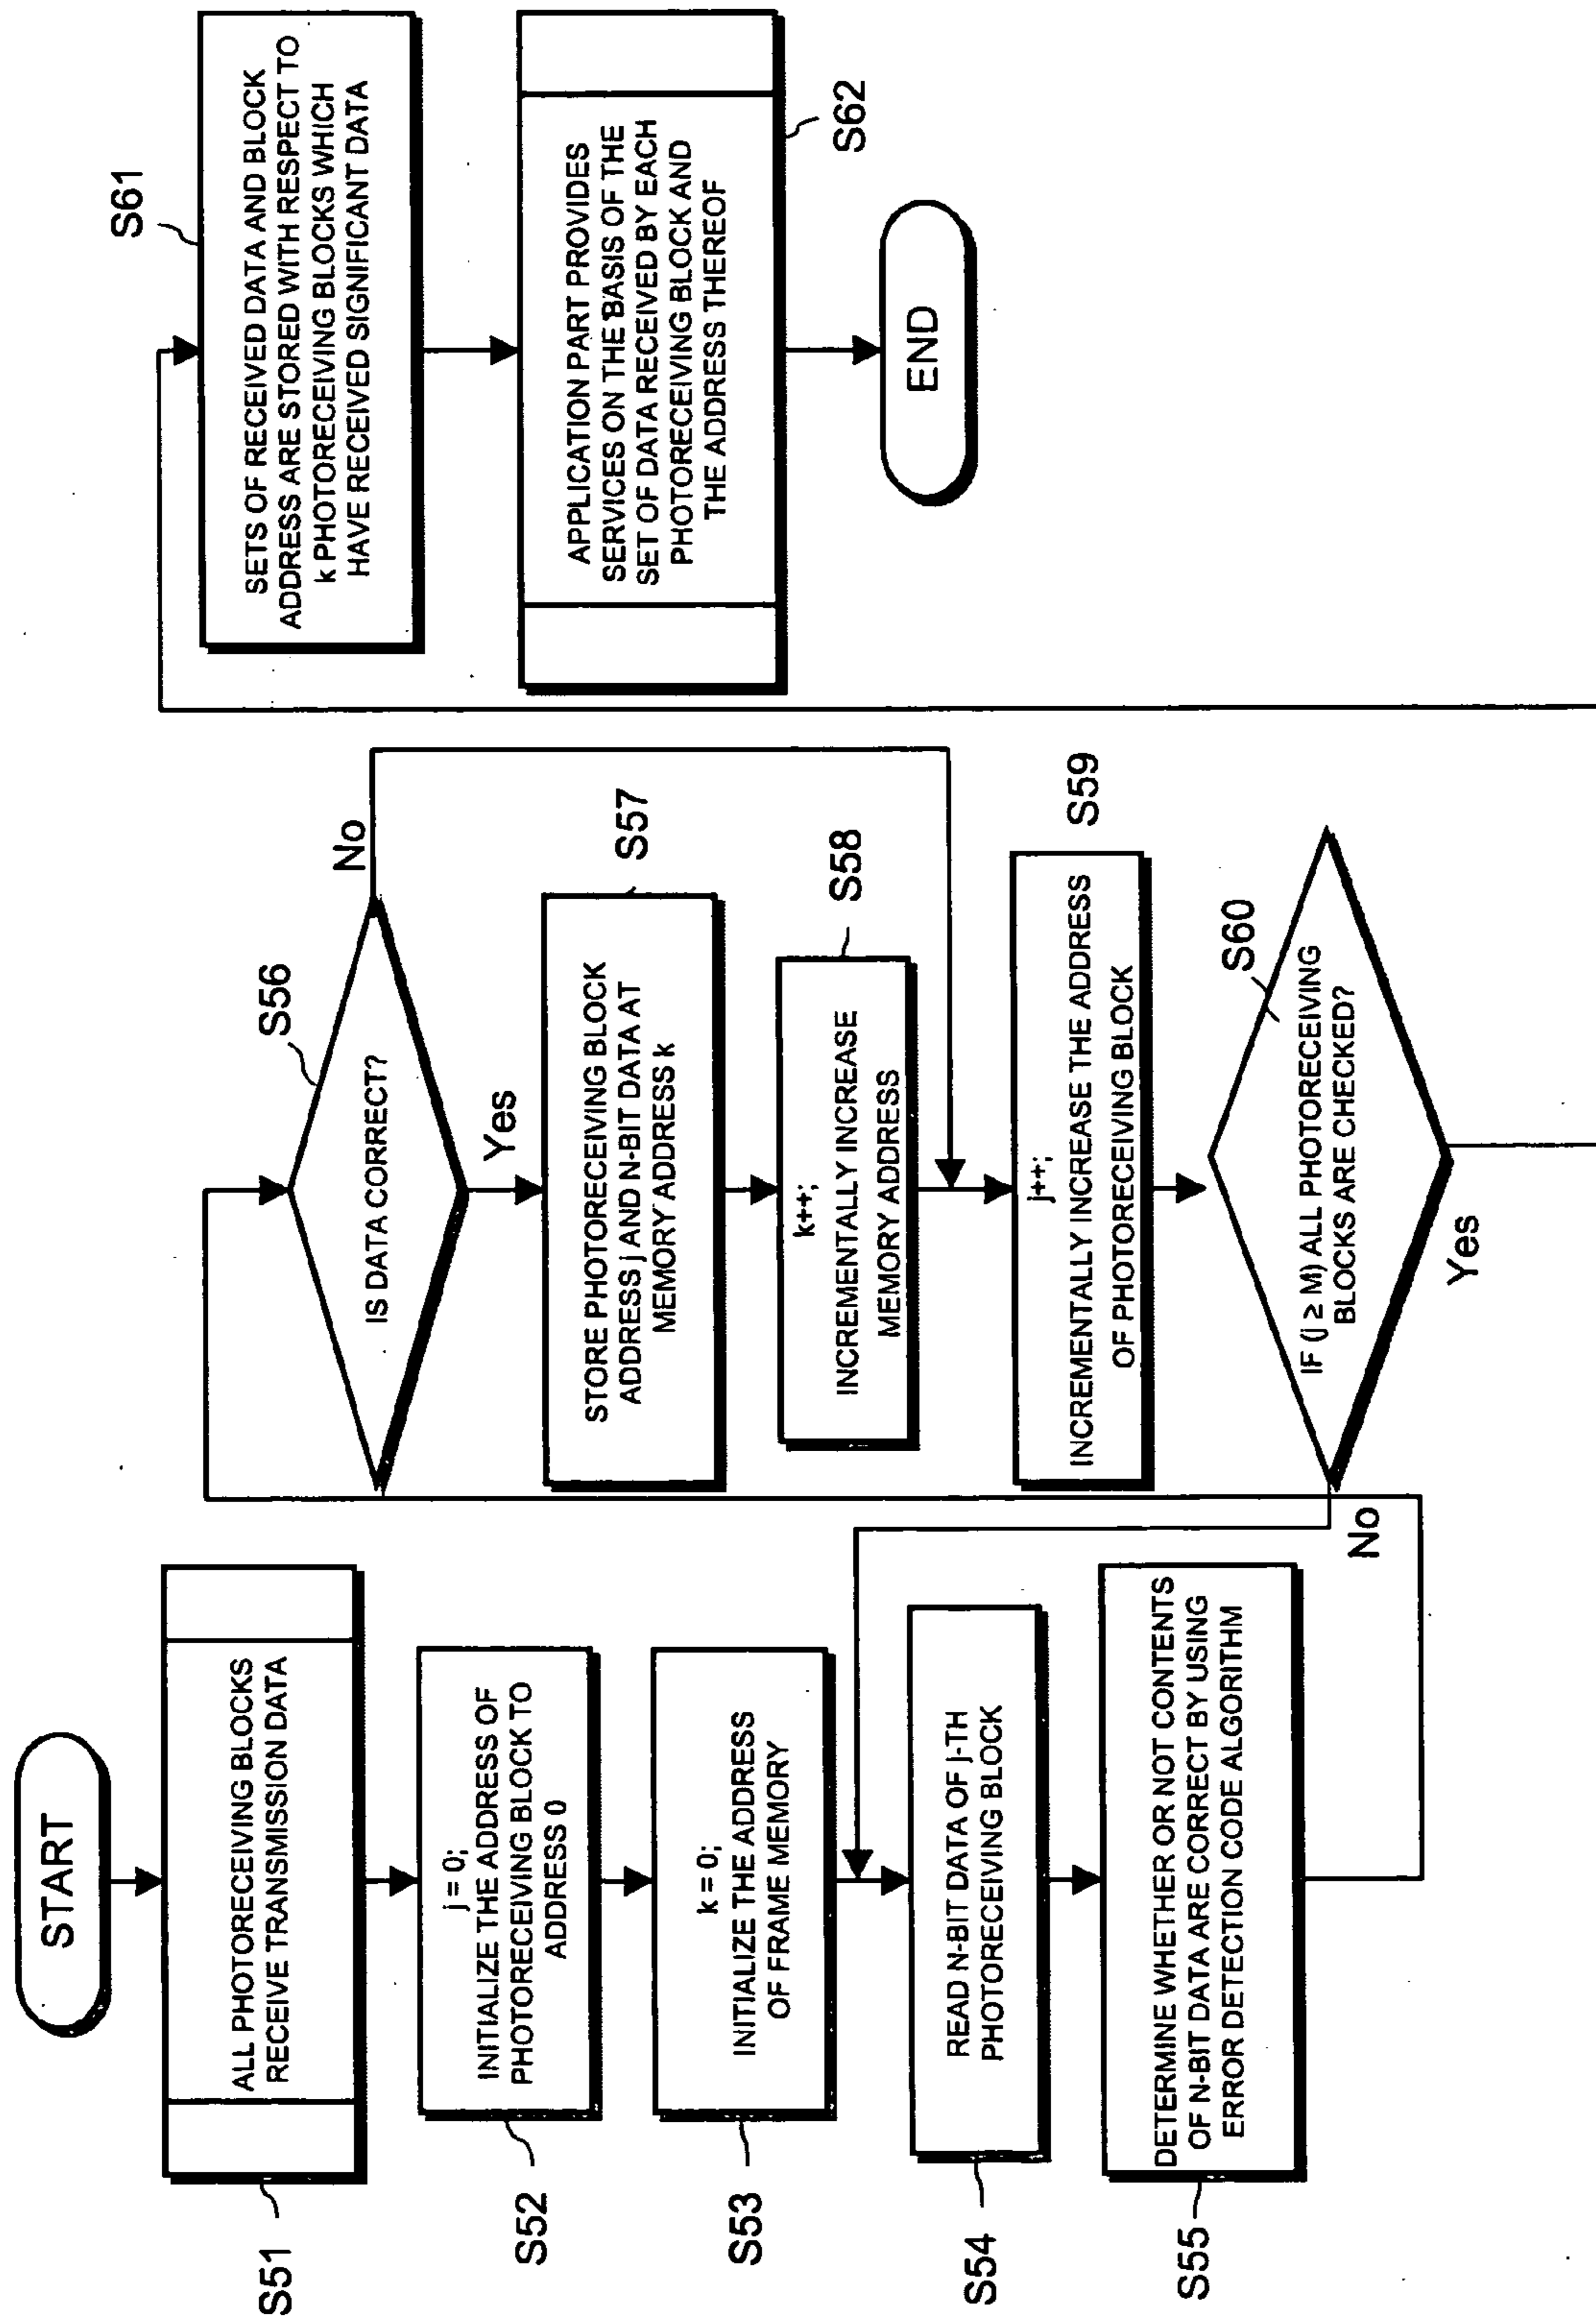 START
ALL PHOTORECEIVING BLOCKS
RECEIVE TRANSMISSION DATA
S51
j = 0;
INITIALIZE THE ADDRESS OF
PHOTORECEIVING BLOCK TO
ADDRESS 0
S52
k = 0;
INITIALIZE THE ADDRESS
OF FRAME MEMORY
S53
READ N-BIT DATA OF j-TH
PHOTORECEIVING BLOCK
S54
DETERMINE WHETHER OR NOT CONTENTS
OF N-BIT DATA ARE CORRECT BY USING
ERROR DETECTION CODE ALGORITHM
S55
S56
IS DATA CORRECT?
No
Yes
STORE PHOTORECEIVING BLOCK
ADDRESS j AND N-BIT DATA AT
MEMORY ADDRESS k
S57
k++;
INCREMENTALLY INCREASE
MEMORY ADDRESS
S58
j++;
INCREMENTALLY INCREASE THE ADDRESS
OF PHOTORECEIVING BLOCK
S59
S60
IF (j ≥ M) ALL PHOTORECEIVING
BLOCKS ARE CHECKED?
No
Yes
S61
SETS OF RECEIVED DATA AND BLOCK
ADDRESS ARE STORED WITH RESPECT TO
k PHOTORECEIVING BLOCKS WHICH
HAVE RECEIVED SIGNIFICANT DATA
APPLICATION PART PROVIDES
SERVICES ON THE BASIS OF THE
SET OF DATA RECEIVED BY EACH
PHOTORECEIVING BLOCK AND
THE ADDRESS THEREOF
S62
END